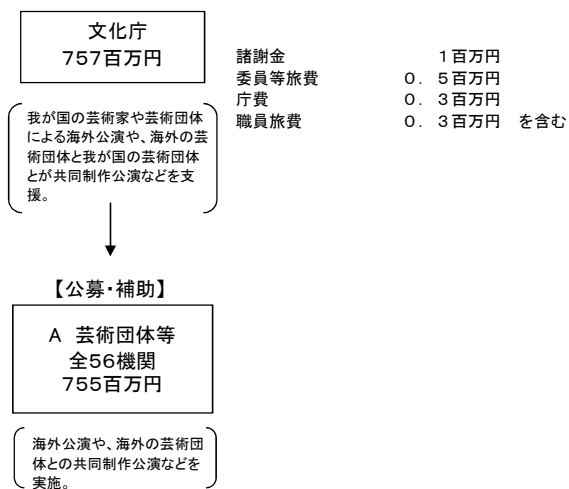 文化庁
757百万円
諸謝金 1百万円
委員等旅費 0.5百万円
庁費 0.3百万円
職員旅費 0.3百万円 を含む
我が国の芸術家や芸術団体
による海外公演や、海外の芸
術団体と我が国の芸術団体
とが共同制作公演などを支
援。
【公募・補助】
A 芸術団体等
全56機関
755百万円
海外公演や、海外の芸術団
体との共同制作公演などを
実施。